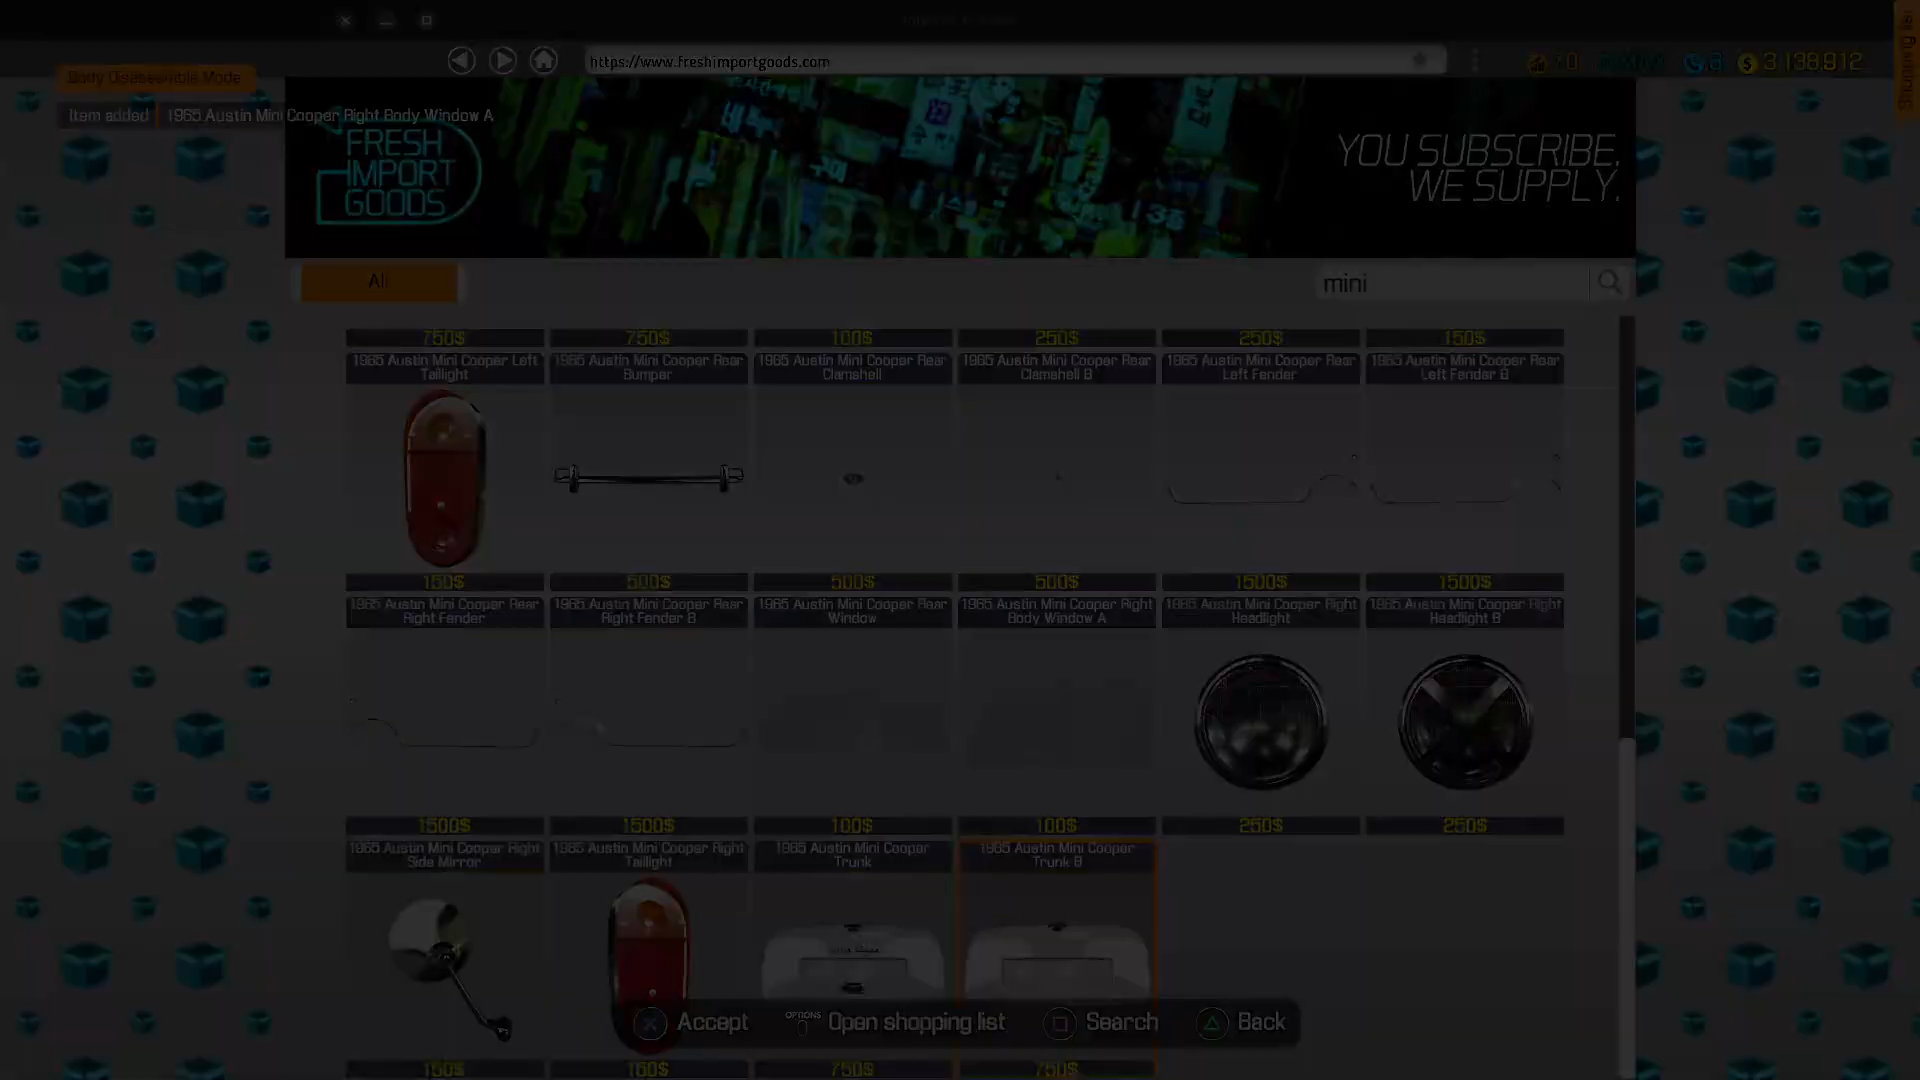 https://www.freshimportgoods.com
3 138 912
Body Disassemble Mode
Item added 1965 Austin Mini Cooper Right Body Window A
FRESH
IMPORT
GOODS
YOU SUBSCRIBE.
WE SUPPLY.
All
mini
750$ 750$ 100$ 250$ 250$ 150$
1965 Austin Mini Cooper Left Taillight
1965 Austin Mini Cooper Rear Bumper
1965 Austin Mini Cooper Rear Clamshell
1965 Austin Mini Cooper Rear Clamshell B
1965 Austin Mini Cooper Rear Left Fender
1965 Austin Mini Cooper Rear Left Fender B
150$ 500$ 500$ 500$ 1500$ 1500$
1965 Austin Mini Cooper Rear Right Fender
1965 Austin Mini Cooper Rear Right Fender B
1965 Austin Mini Cooper Rear Window
1965 Austin Mini Cooper Right Body Window A
1965 Austin Mini Cooper Right Headlight
1965 Austin Mini Cooper Right Headlight B
1500$ 1500$ 100$ 100$ 250$ 250$
1965 Austin Mini Cooper Right Side Mirror
1965 Austin Mini Cooper Right Taillight
1965 Austin Mini Cooper Trunk
1965 Austin Mini Cooper Trunk B
Accept OPTIONS Open shopping list Search Back
150$ 150$ 750$ 750$